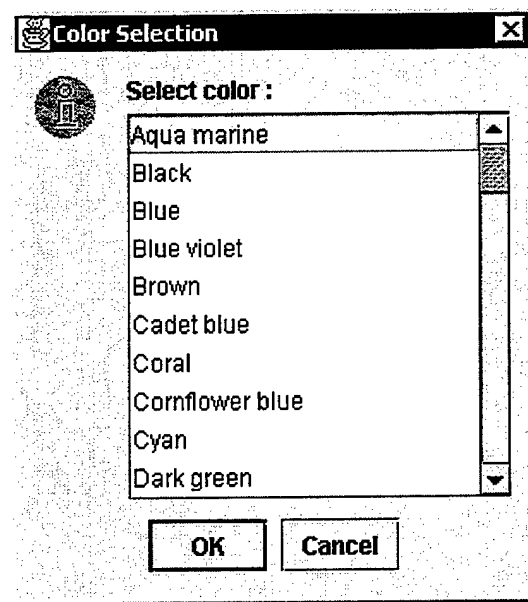 Color Selection
Select color :
Aqua marine
Black
Blue
Blue violet
Brown
Cadet blue
Coral
Cornflower blue
Cyan
Dark green
OK Cancel